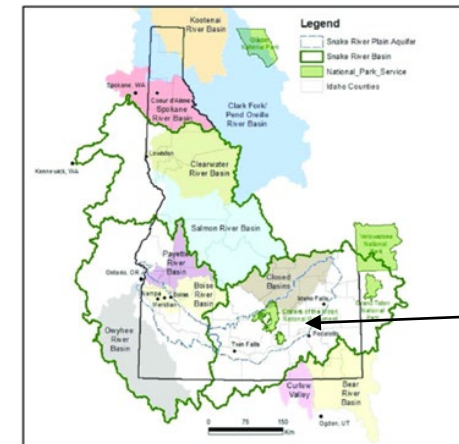 Kootenai
River Basin
Legend
Snake River Plain Aquifer
Snake River Basin
National_Park_Service
Idaho Counties
Glacier
National Park
Spokane, WA
Coeur d'Alene
Spokane
River Basin
Clark Fork/
Pend Oreille
River Basin
Kennewick, WA
Lewiston
Clearwater
River Basin
Salmon River Basin
Yellowstone
National
Park
Payette
River
Basin
Ontario, OR
Nampa
Boise
Meridian
Boise
River
Basin
Closed
Basins
Idaho Falls
Craters of the Moon
National Monument
Grand Teton
National
Park
Pocatello
Owyhee
River
Basin
Twin Falls
Curlew
Valley
Bear
River
Basin
Ogden, UT
0
75
150
Km